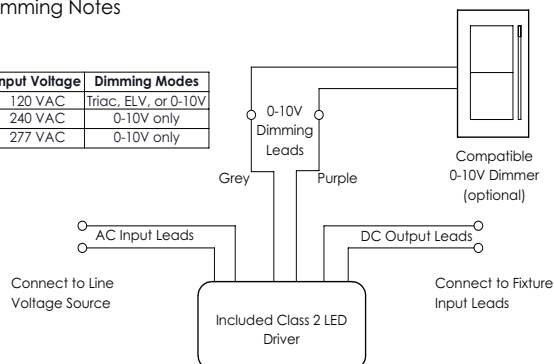 mming Notes
nput Voltage Dimming Modes
120 VAC Triac, ELV, or 0-10V
240 VAC 0-10V only
277 VAC 0-10V only
0-10V
Dimming
Leads
Grey
Purple
Compatible
0-10V Dimmer
(optional)
AC Input Leads
DC Output Leads
Connect to Line
Voltage Source
Connect to Fixture
Input Leads
Included Class 2 LED
Driver